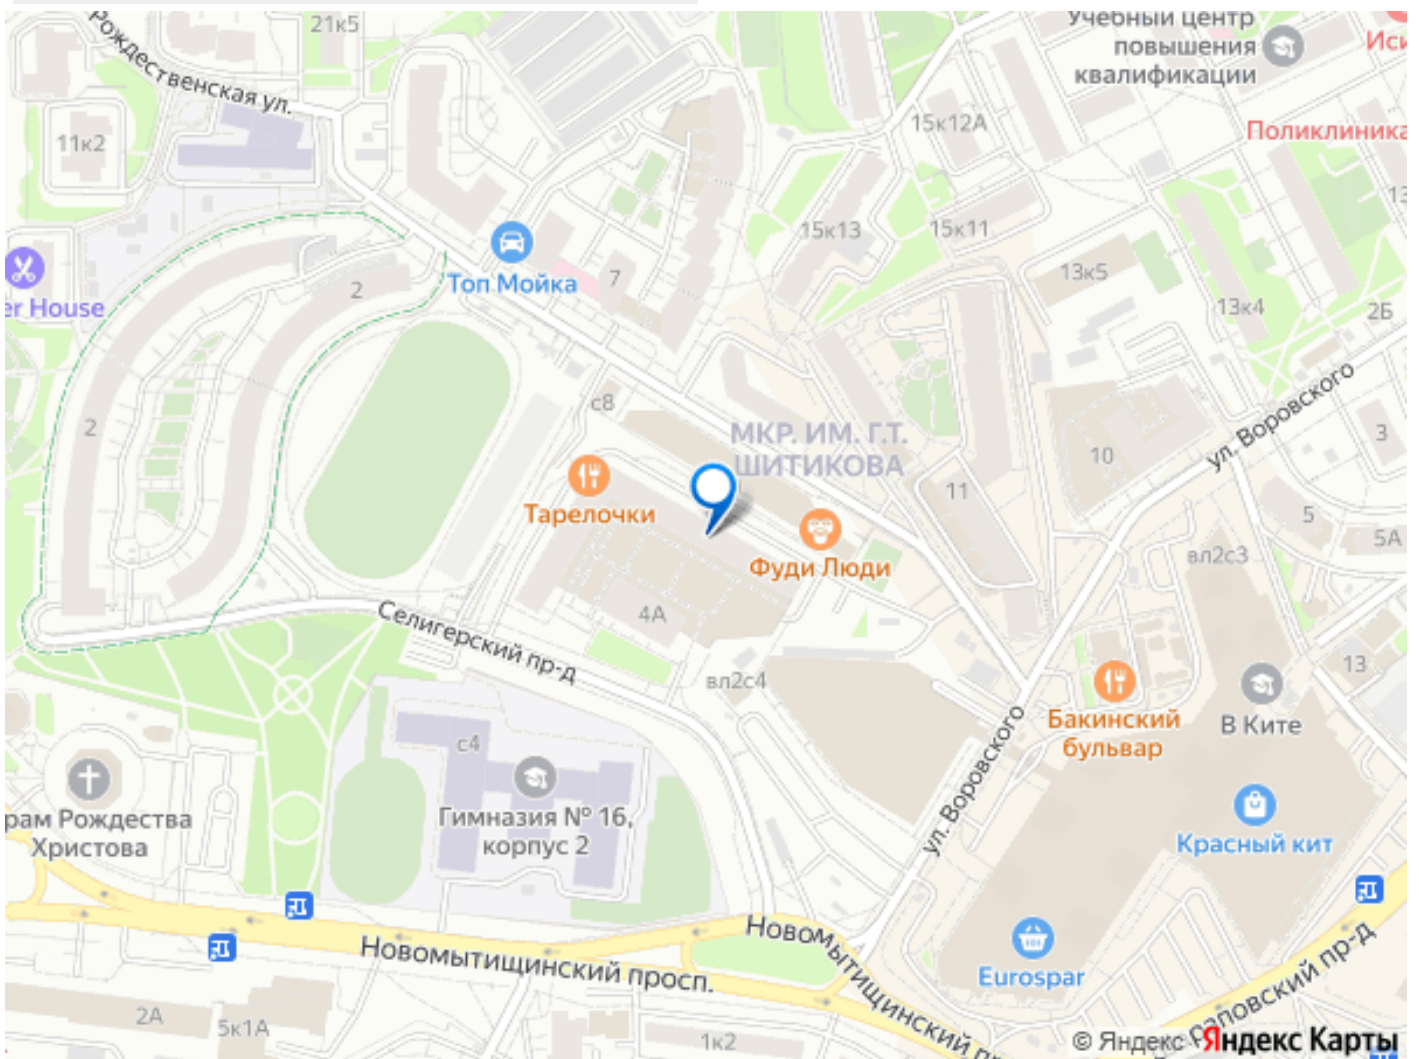 21к5
Учебный центр
повышения
квалификации
Рождественская ул.
11к2
15к12А
Поликлиника
15к13
15к11
13к5
13к4
2Б
Топ Мойка
7
2
er House
2
с8
МКР. ИМ. Г.Т.
ШИТИКОВА
ул. Воровского
3
10
11
5
5А
Тарелочки
Фуди Люди
вл2с3
4А
Селигерский пр-д
вл2с4
13
Бакинский
бульвар
В Ките
с4
Гимназия № 16,
корпус 2
рам Рождества
Христова
ул. Воровского
Красный кит
Новомытищинский просп.
Новомытищинский пр
Eurospar
2А
5к1А
1к2
© Яндекс
Яндекс Карты